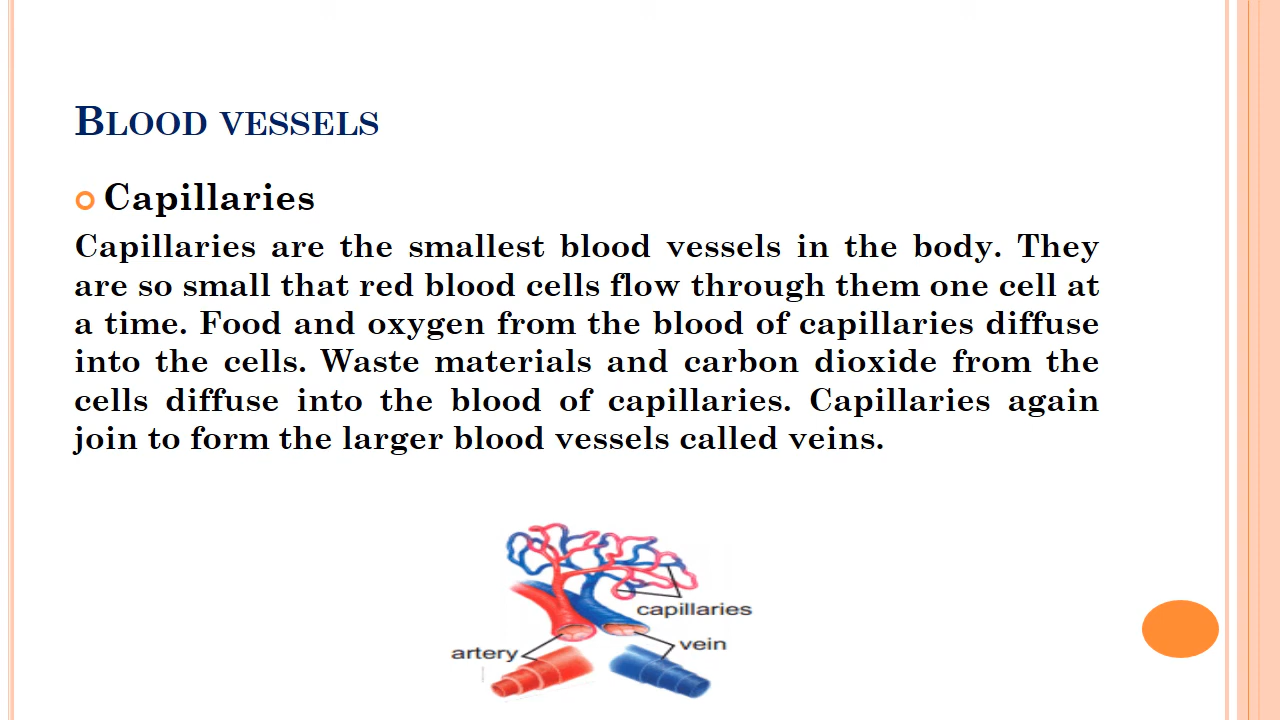 BLOOD VESSELS
Capillaries
Capillaries are the smallest blood vessels in the body. They
are so small that red blood cells flow through them one cell at
a time. Food and oxygen from the blood of capillaries diffuse
into the cells. Waste materials and carbon dioxide from the
cells diffuse into the blood of capillaries. Capillaries again
join to form the larger blood vessels called veins.
capillaries
artery
vein